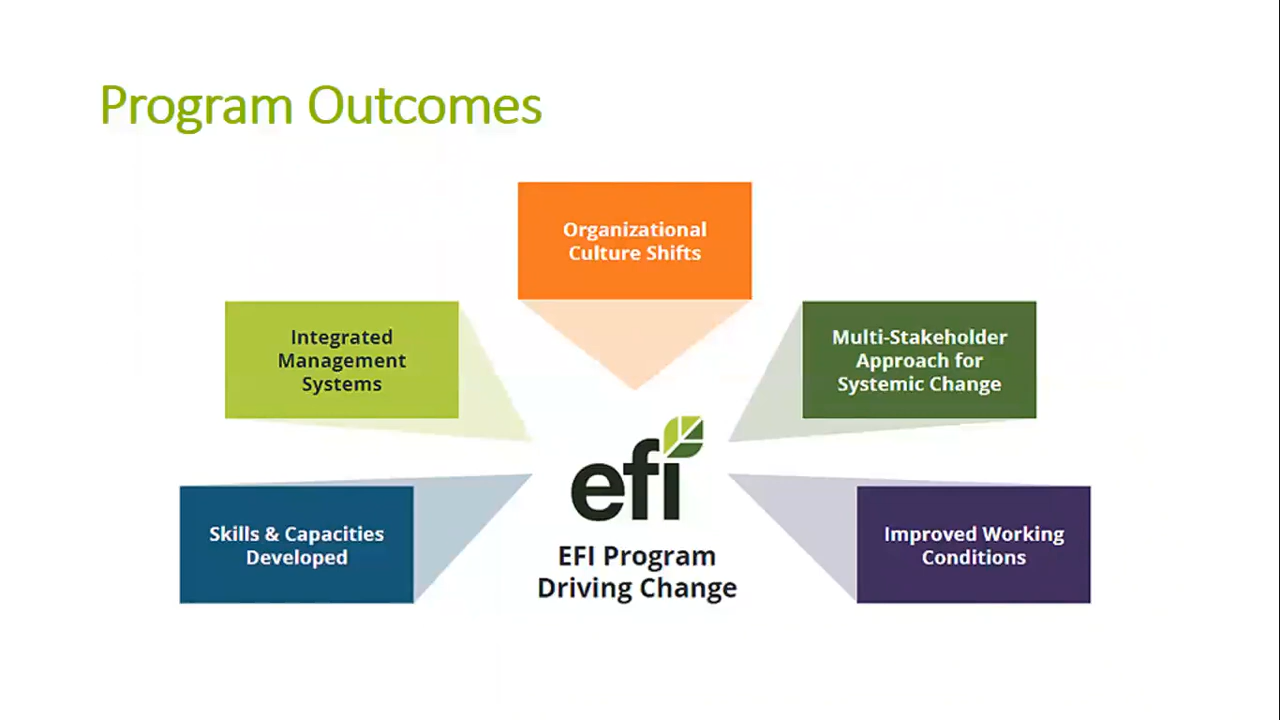 Program Outcomes
Organizational
Culture Shifts
Integrated
Management
Systems
Multi-Stakeholder
Approach for
Systemic Change
Skills & Capacities
Developed
efi
EFI Program
Driving Change
Improved Working
Conditions